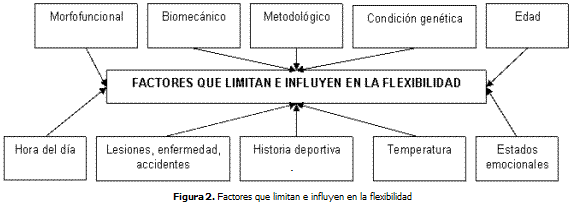 Morfofuncional
Biomecánico
Metodológico
Condición genética
Edad
FACTORES QUE LIMITAN E INFLUYEN EN LA FLEXIBILIDAD
Hora del día
Lesiones, enfermedad,
accidentes
Historia deportiva
.
Temperatura
Estados
emocionales
Figura 2. Factores que limitan e influyen en la flexibilidad